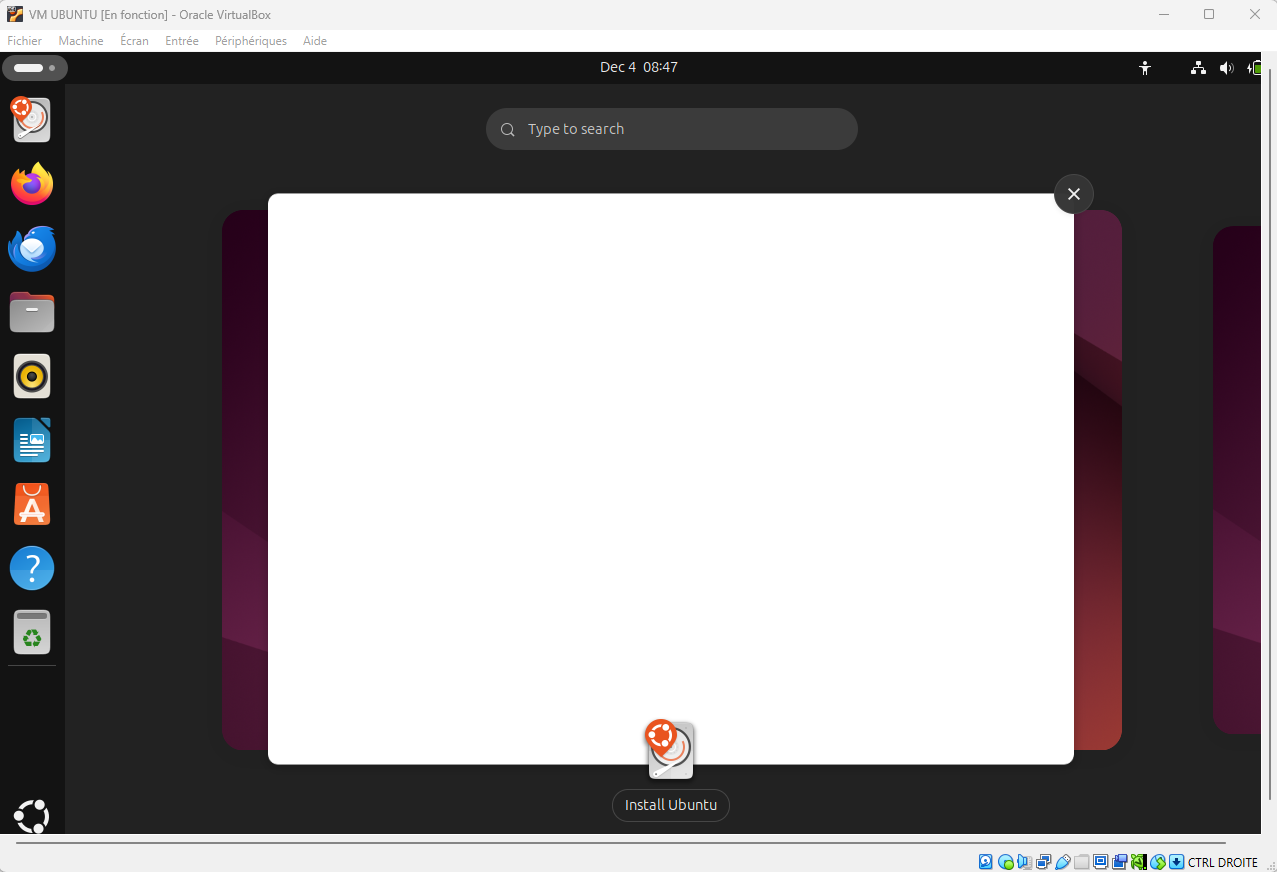 VM UBUNTU [En fonction] - Oracle VirtualBox
Fichier Machine Écran Entrée Périphériques Aide
Dec 4 08:47
Type to search
Install Ubuntu
CTRL DROITE